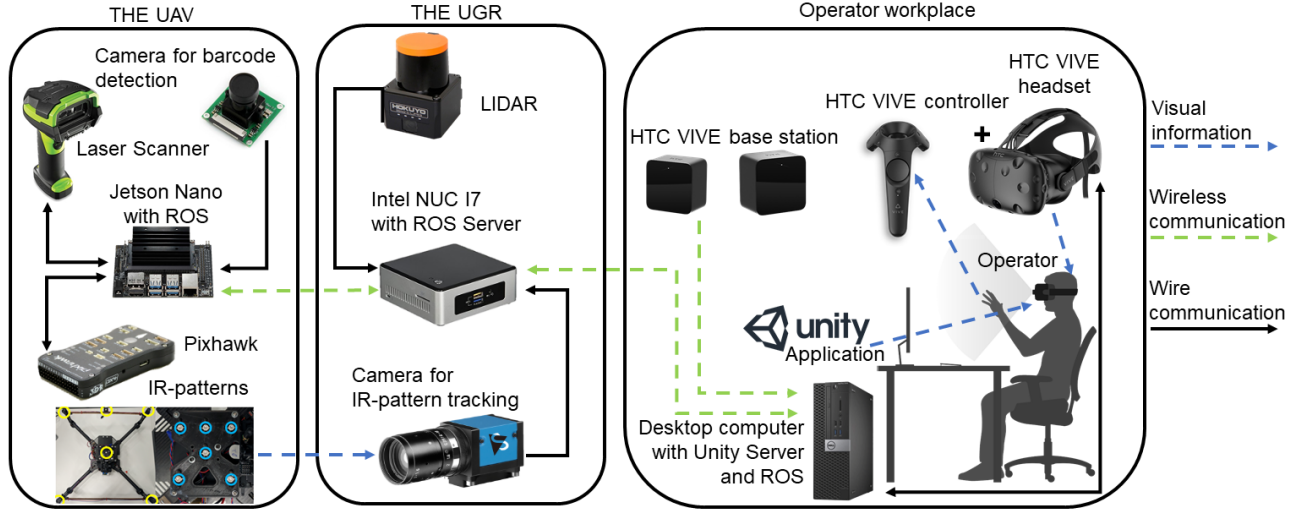 THE UAV
Camera for barcode
detection
Laser Scanner
Jetson Nano
with ROS
Pixhawk
pixhawk
IR-patterns
THE UGR
HOKUYO
LIDAR
Intel NUC I7
with ROS Server
Camera for
IR-pattern tracking
Operator workplace
HTC VIVE
headset
HTC VIVE controller
+
HTC VIVE base station
Operator
unity
Application
Desktop computer
with Unity Server
and ROS
DELL
Visual
information
Wireless
communication
Wire
communication